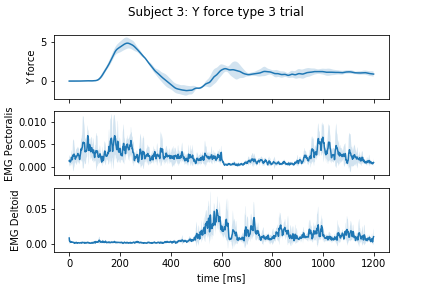 Subject 3: Y force type 3 trial
Y force
5
0
EMG Pectoralis
0.010
0.005
0.000
EMG Deltoid
0.05
0.00
0 200 400 600 800 1000 1200
time [ms]